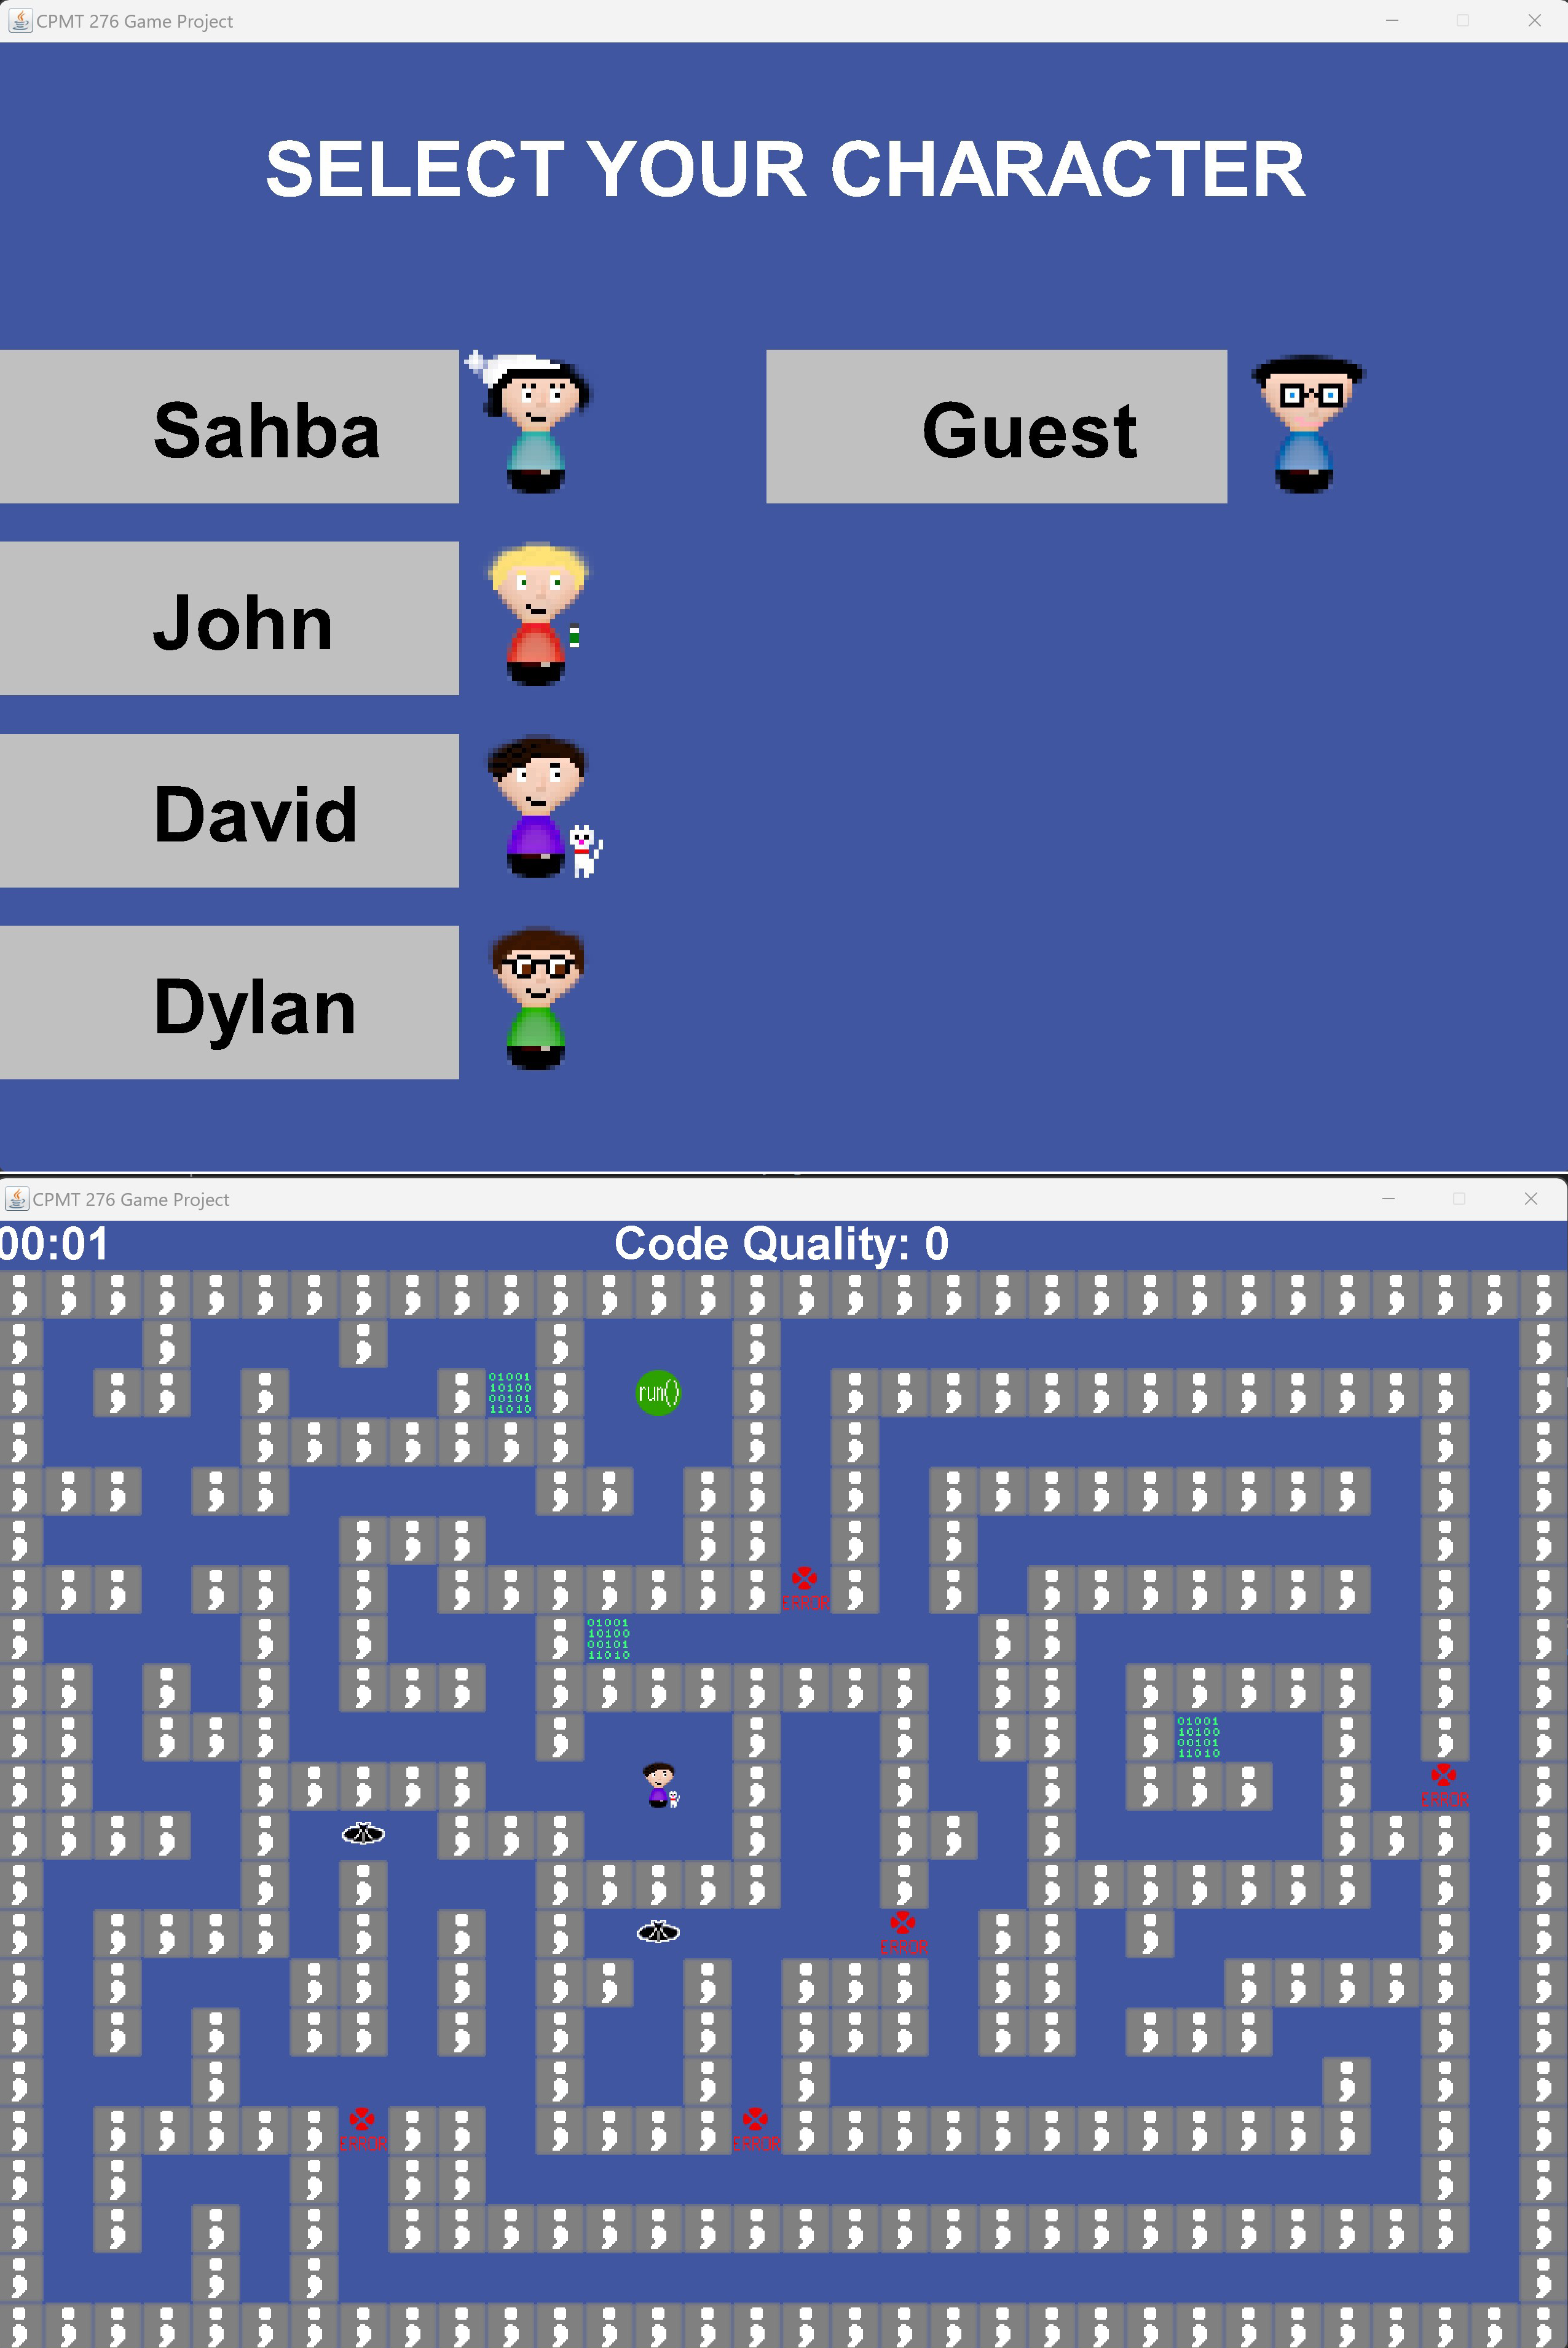 CPMT 276 Game Project
SELECT YOUR CHARACTER
Sahba
Guest
John
David
Dylan
CPMT 276 Game Project
00:01
Code Quality: 0
01001
10100
00101
11010
run()
ERROR
01001
10100
00101
11010
01001
10100
00101
11010
ERROR
ERROR
ERROR
ERROR